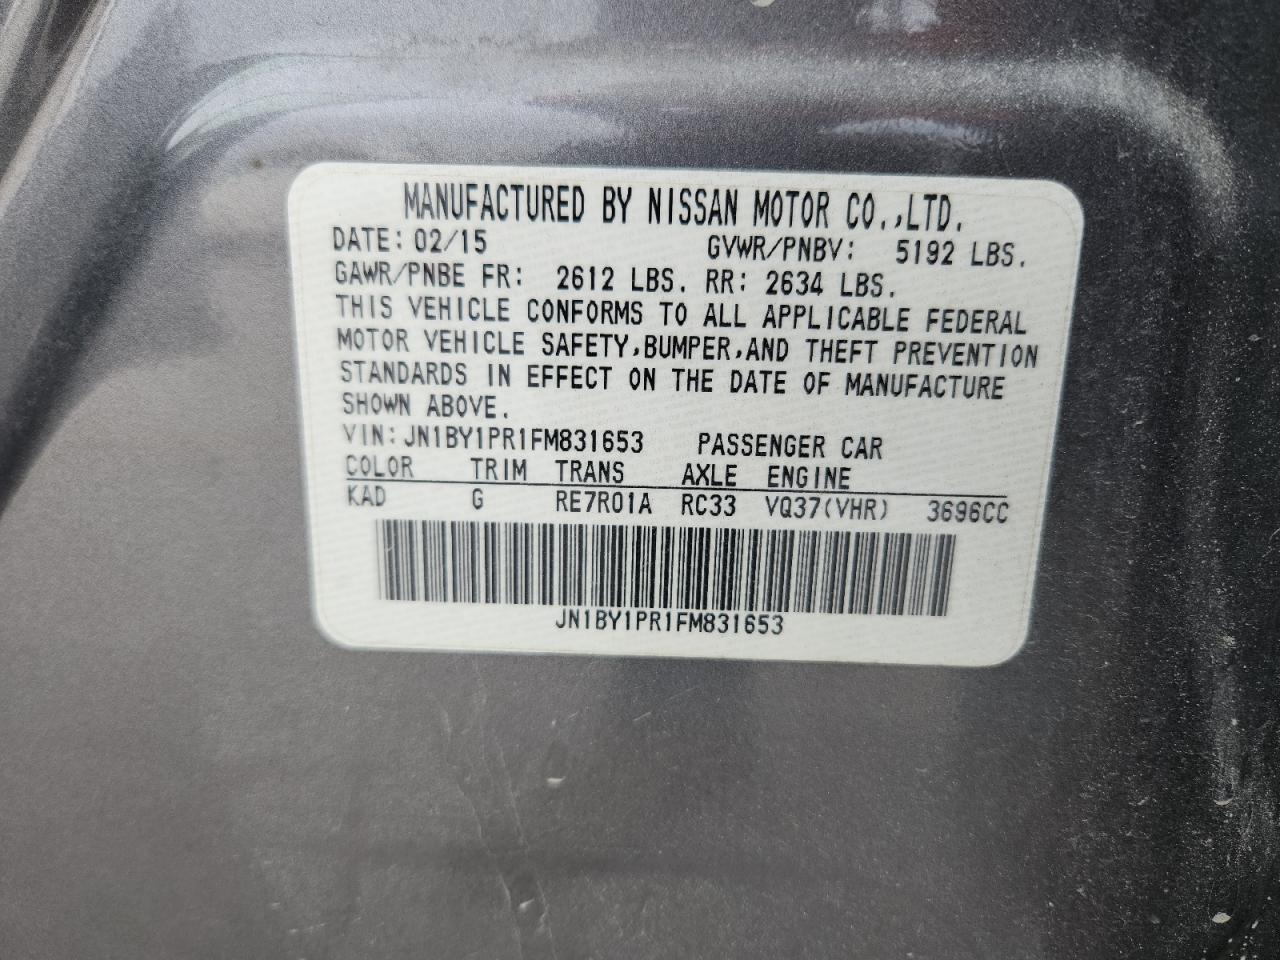 MANUFACTURED BY NISSAN MOTOR CO.,LTD.
DATE: 02/15 GVWR/PNBV: 5192 LBS.
GAWR/PNBE FR: 2612 LBS. RR: 2634 LBS.
THIS VEHICLE CONFORMS TO ALL APPLICABLE FEDERAL
MOTOR VEHICLE SAFETY,BUMPER,AND THEFT PREVENTION
STANDARDS IN EFFECT ON THE DATE OF MANUFACTURE
SHOWN ABOVE.
VIN: JN1BY1PR1FM831653 PASSENGER CAR
COLOR TRIM TRANS AXLE ENGINE
KAD G RE7R01A RC33 VQ37(VHR) 3696CC
JN1BY1PR1FM831653